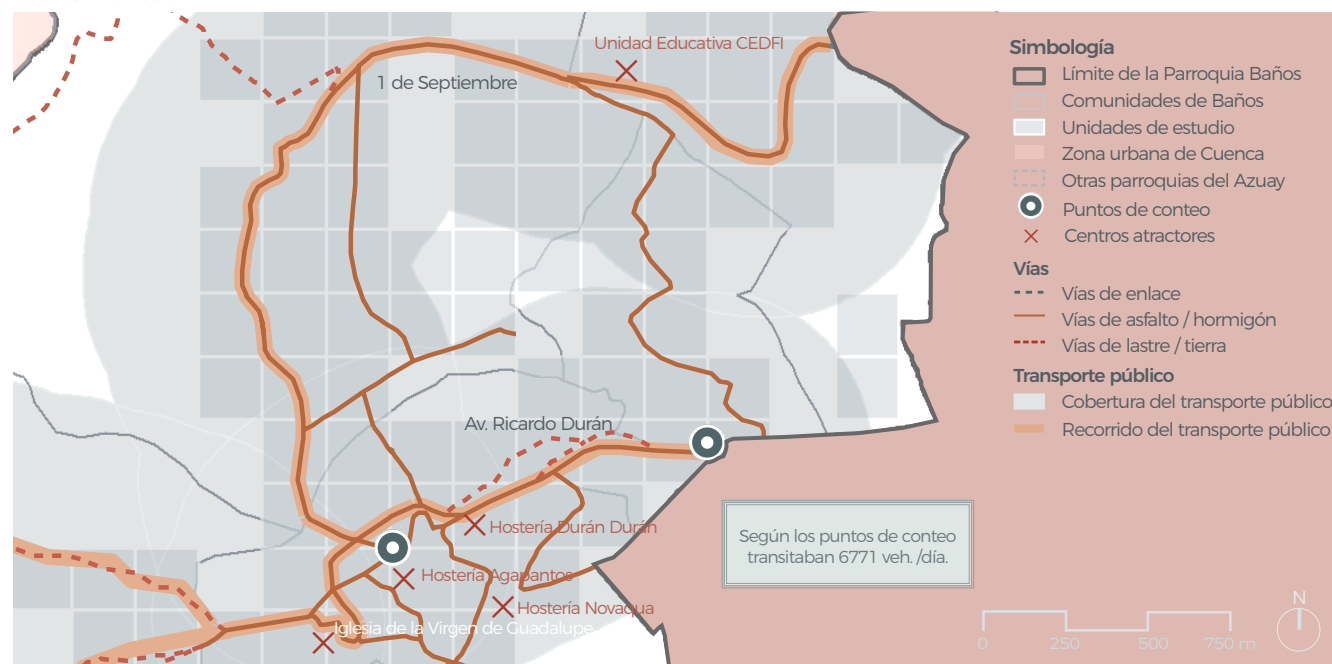 Unidad Educativa CEDFI
1 de Septiembre
Av. Ricardo Durán
Hostería Durán Durán
Hostería Agapantos
Hostería Novaqua
Iglesia de la Virgen de Guadalupe
Simbología
Límite de la Parroquia Baños
Comunidades de Baños
Unidades de estudio
Zona urbana de Cuenca
Otras parroquias del Azuay
Puntos de conteo
Centros atractores
Vías
Vías de enlace
Vías de asfalto / hormigón
Vías de lastre / tierra
Transporte público
Cobertura del transporte público
Recorrido del transporte público
Según los puntos de conteo
transitaban 6771 veh. /día.
N
0 250 500 750 m